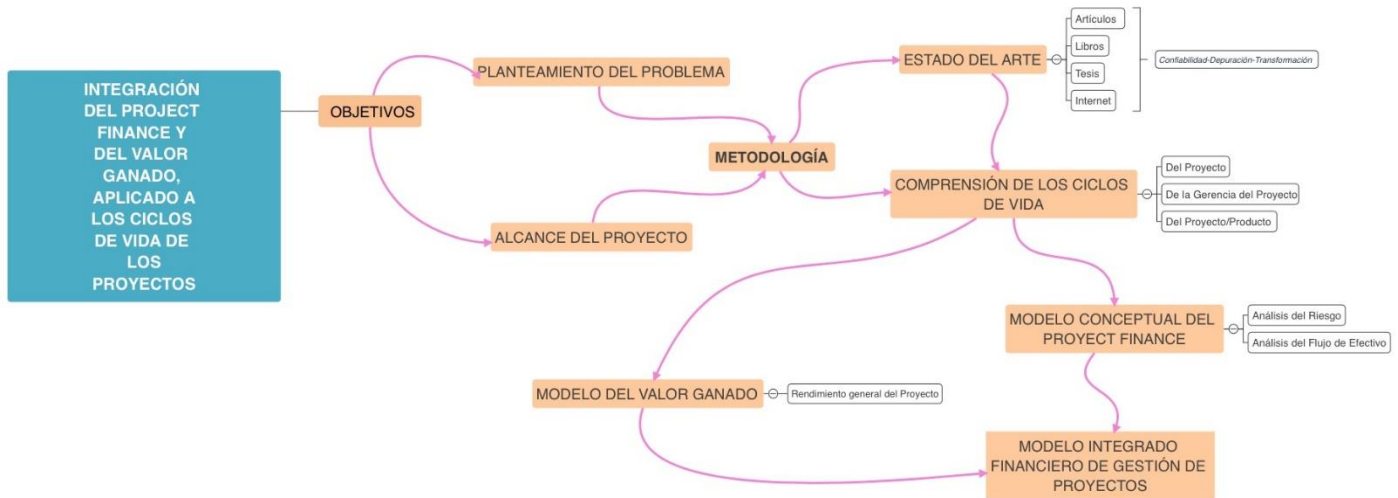 INTEGRACIÓN
DEL PROJECT
FINANCE Y
DEL VALOR
GANADO,
APLICADO A
LOS CICLOS
DE VIDA DE
LOS
PROYECTOS
OBJETIVOS
PLANTEAMIENTO DEL PROBLEMA
ALCANCE DEL PROYECTO
METODOLOGÍA
ESTADO DEL ARTE
Artículos
Libros
Tesis
Internet
Confiabilidad-Depuración-Transformación
COMPRENSIÓN DE LOS CICLOS
DE VIDA
Del Proyecto
De la Gerencia del Proyecto
Del Proyecto/Producto
MODELO CONCEPTUAL DEL
PROYECT FINANCE
Análisis del Riesgo
Análisis del Flujo de Efectivo
MODELO DEL VALOR GANADO
Rendimiento general del Proyecto
MODELO INTEGRADO
FINANCIERO DE GESTIÓN DE
PROYECTOS